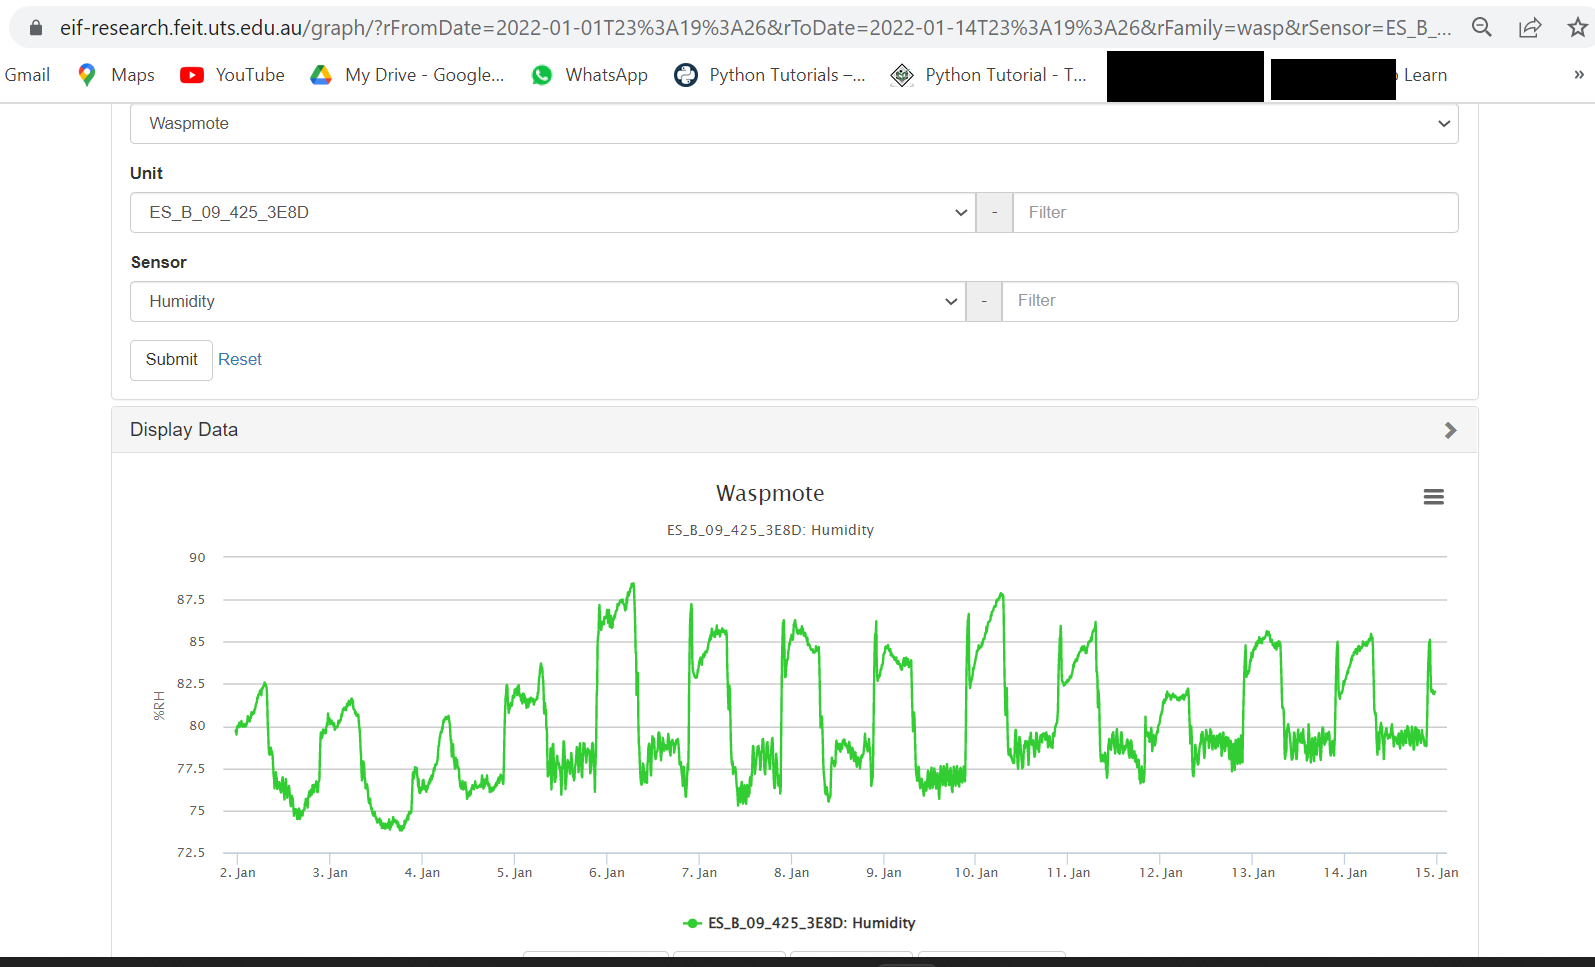 eif-research.feit.uts.edu.au/graph/?rFromDate=2022-01-01T23%3A19%3A26&rToDate=2022-01-14T23%3A19%3A26&rFamily=wasp&rSensor=ES_B_...
Gmail Maps YouTube My Drive - Google... WhatsApp Python Tutorials –... Python Tutorial - T... Learn »
Waspmote
Unit
ES_B_09_425_3E8D - Filter
Sensor
Humidity - Filter
Submit Reset
Display Data
Waspmote
ES_B_09_425_3E8D: Humidity
90
87.5
85
82.5
80
77.5
75
72.5
%RH
2. Jan 3. Jan 4. Jan 5. Jan 6. Jan 7. Jan 8. Jan 9. Jan 10. Jan 11. Jan 12. Jan 13. Jan 14. Jan 15. Jan
ES_B_09_425_3E8D: Humidity